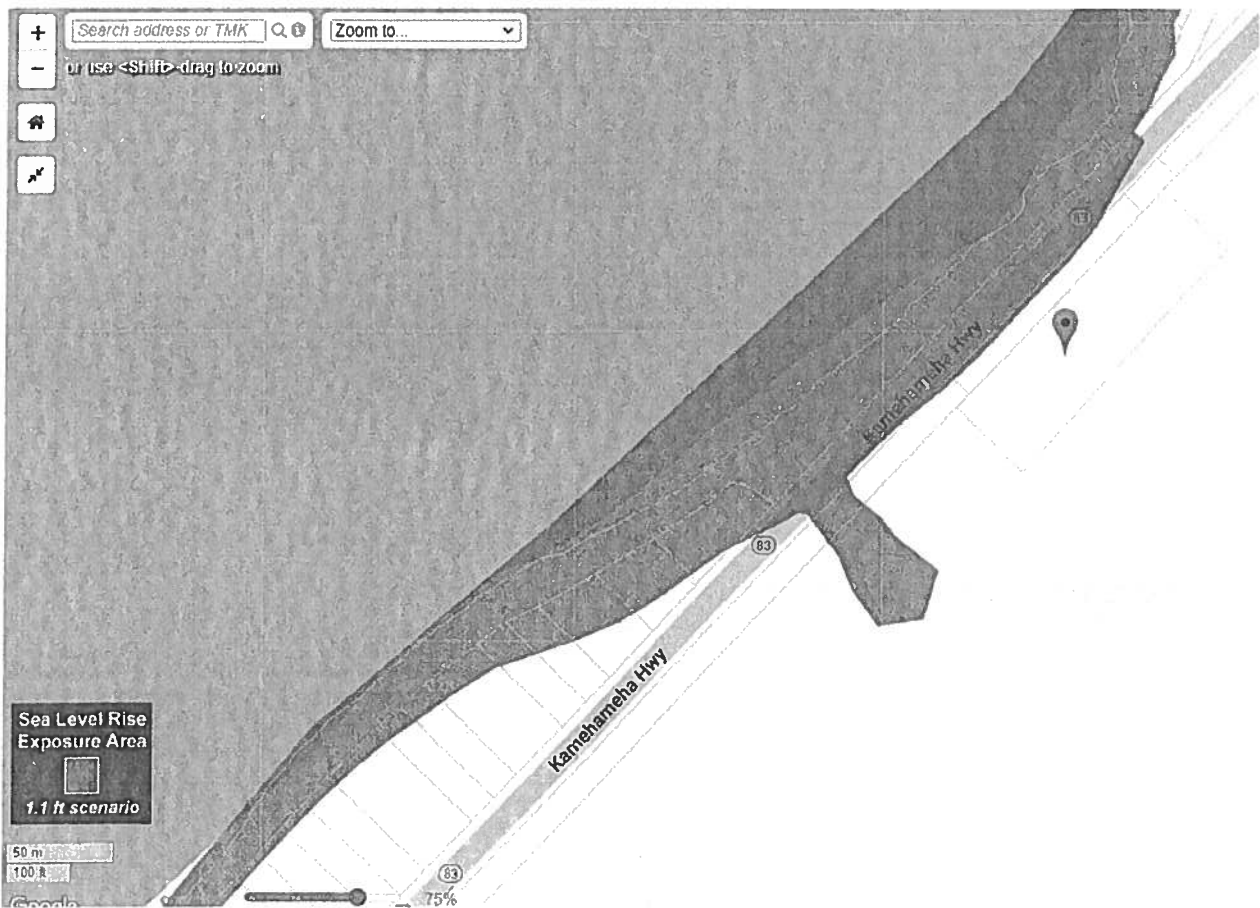 +
Search address or TMK
Zoom to...
−
or use <Shift>-drag to zoom
83
Kamehameha Hwy
83
Kamehameha Hwy
Sea Level Rise
Exposure Area
1.1 ft scenario
50 m
100 ft
83
75%
Google